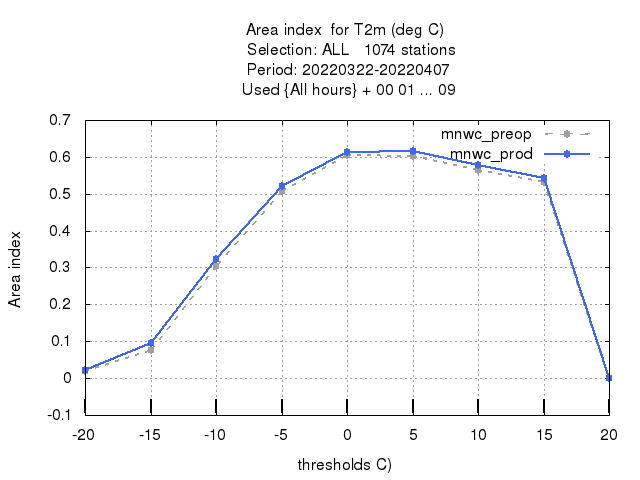 Area index  for T2m (deg C)
Selection: ALL   1074 stations
Period: 20220322-20220407
Used {All hours} + 00 01 ... 09
0.7
0.6
0.5
0.4
0.3
0.2
0.1
0
-0.1
Area index
mnwc_preop
mnwc_prod
-20 -15 -10 -5 0 5 10 15 20
thresholds C)